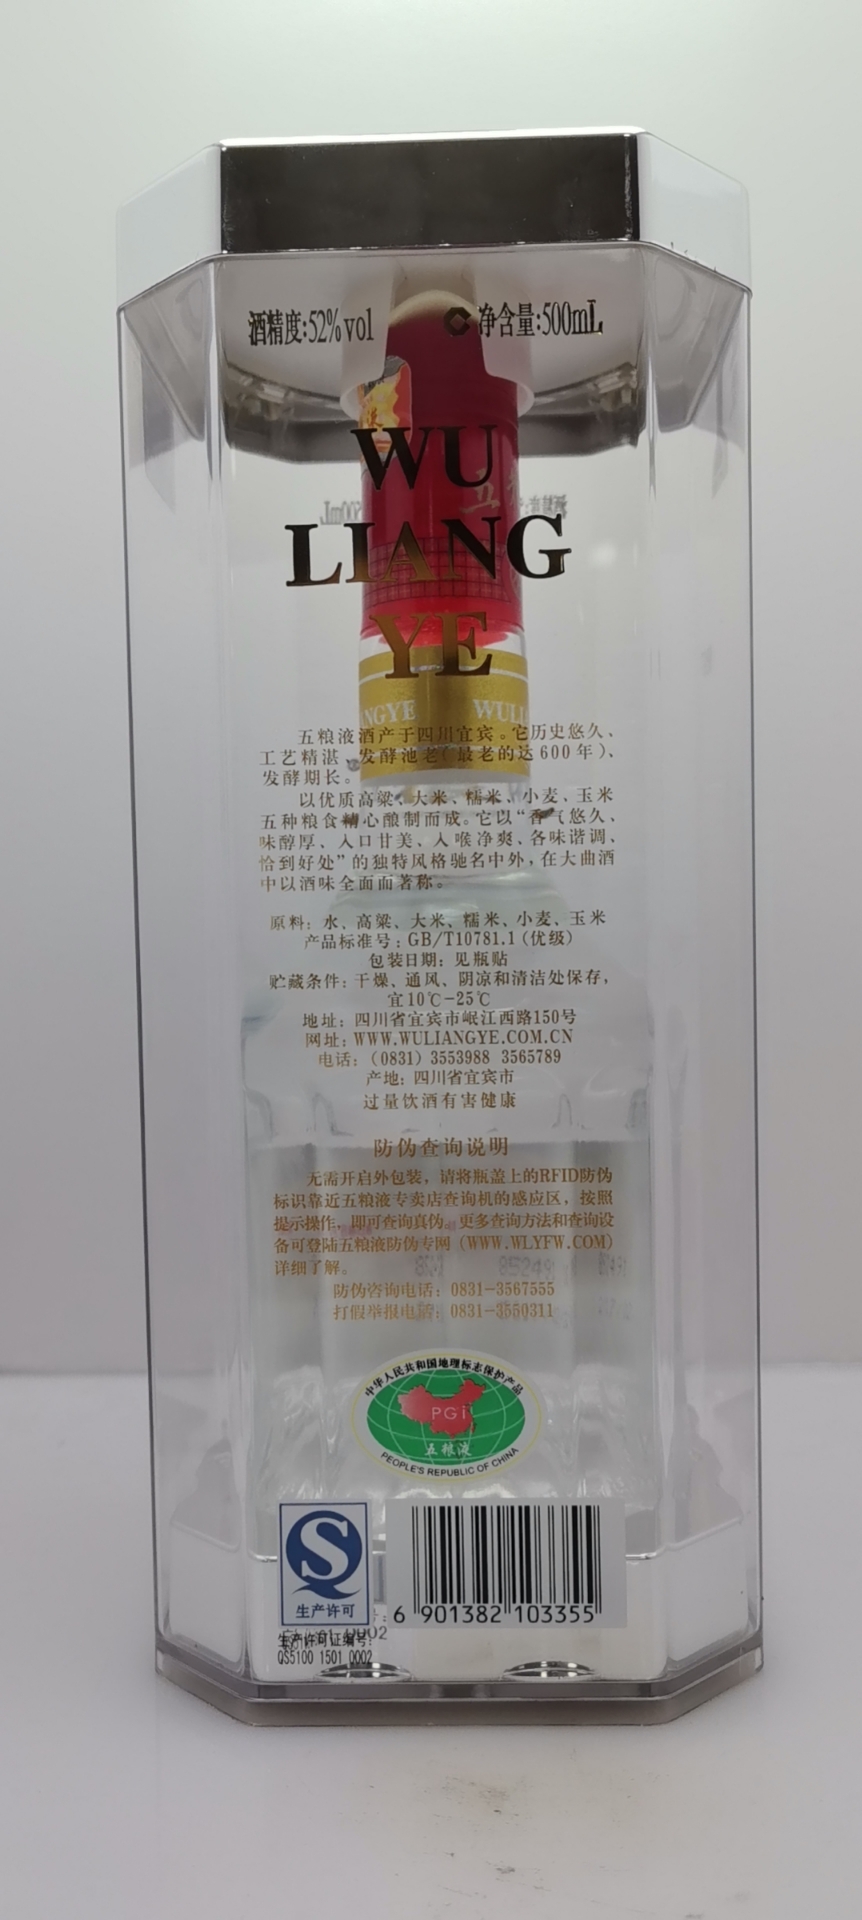 酒精度:52%vol
净含量:500mL
WU
LIANG
YE
ANGYE WULI
五粮液酒产于四川宜宾。它历史悠久、
工艺精湛、发酵池老(最老的达600年)、
发酵期长。
以优质高粱、大米、糯米、小麦、玉米
五种粮食精心酿制而成。它以“香气悠久、
味醇厚、入口甘美、入喉净爽、各味谐调、
恰到好处”的独特风格驰名中外,在大曲酒
中以酒味全面而著称。
原料: 水、高粱、大米、糯米、小麦、玉米
产品标准号: GB/T10781.1(优级)
包装日期: 见瓶贴
贮藏条件: 干燥、通风、阴凉和清洁处保存,
宜10℃-25℃
地址: 四川省宜宾市岷江西路150号
网址: WWW.WULIANGYE.COM.CN
电话: (0831) 3553988 3565789
产地: 四川省宜宾市
过量饮酒有害健康
防伪查询说明
无需开启外包装, 请将瓶盖上的RFID防伪
标识靠近五粮液专卖店查询机的感应区, 按照
提示操作, 即可查询真伪。更多查询方法和查询设
备可登陆五粮液防伪专网 (WWW.WLYFW.COM)
详细了解。
防伪咨询电话: 0831-3567555
打假举报电话: 0831-3550311
中华人民共和国地理标志保护产品
PGI
五粮液
PEOPLE'S REPUBLIC OF CHINA
S
生产许可
6 901382 103355
生产许可证编号:
QS5100 1501 0002